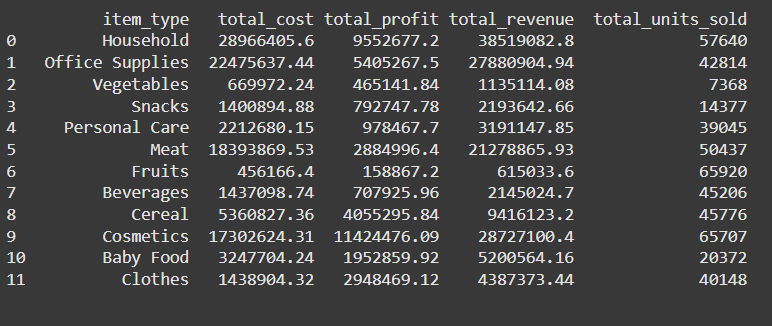 item_type total_cost total_profit total_revenue total_units_sold
0 Household 28966405.6 9552677.2 38519082.8 57640
1 Office Supplies 22475637.44 5405267.5 27880904.94 42814
2 Vegetables 669972.24 465141.84 1135114.08 7368
3 Snacks 1400894.88 792747.78 2193642.66 14377
4 Personal Care 2212680.15 978467.7 3191147.85 39045
5 Meat 18393869.53 2884996.4 21278865.93 50437
6 Fruits 456166.4 158867.2 615033.6 65920
7 Beverages 1437098.74 707925.96 2145024.7 45206
8 Cereal 5360827.36 4055295.84 9416123.2 45776
9 Cosmetics 17302624.31 11424476.09 28727100.4 65707
10 Baby Food 3247704.24 1952859.92 5200564.16 20372
11 Clothes 1438904.32 2948469.12 4387373.44 40148